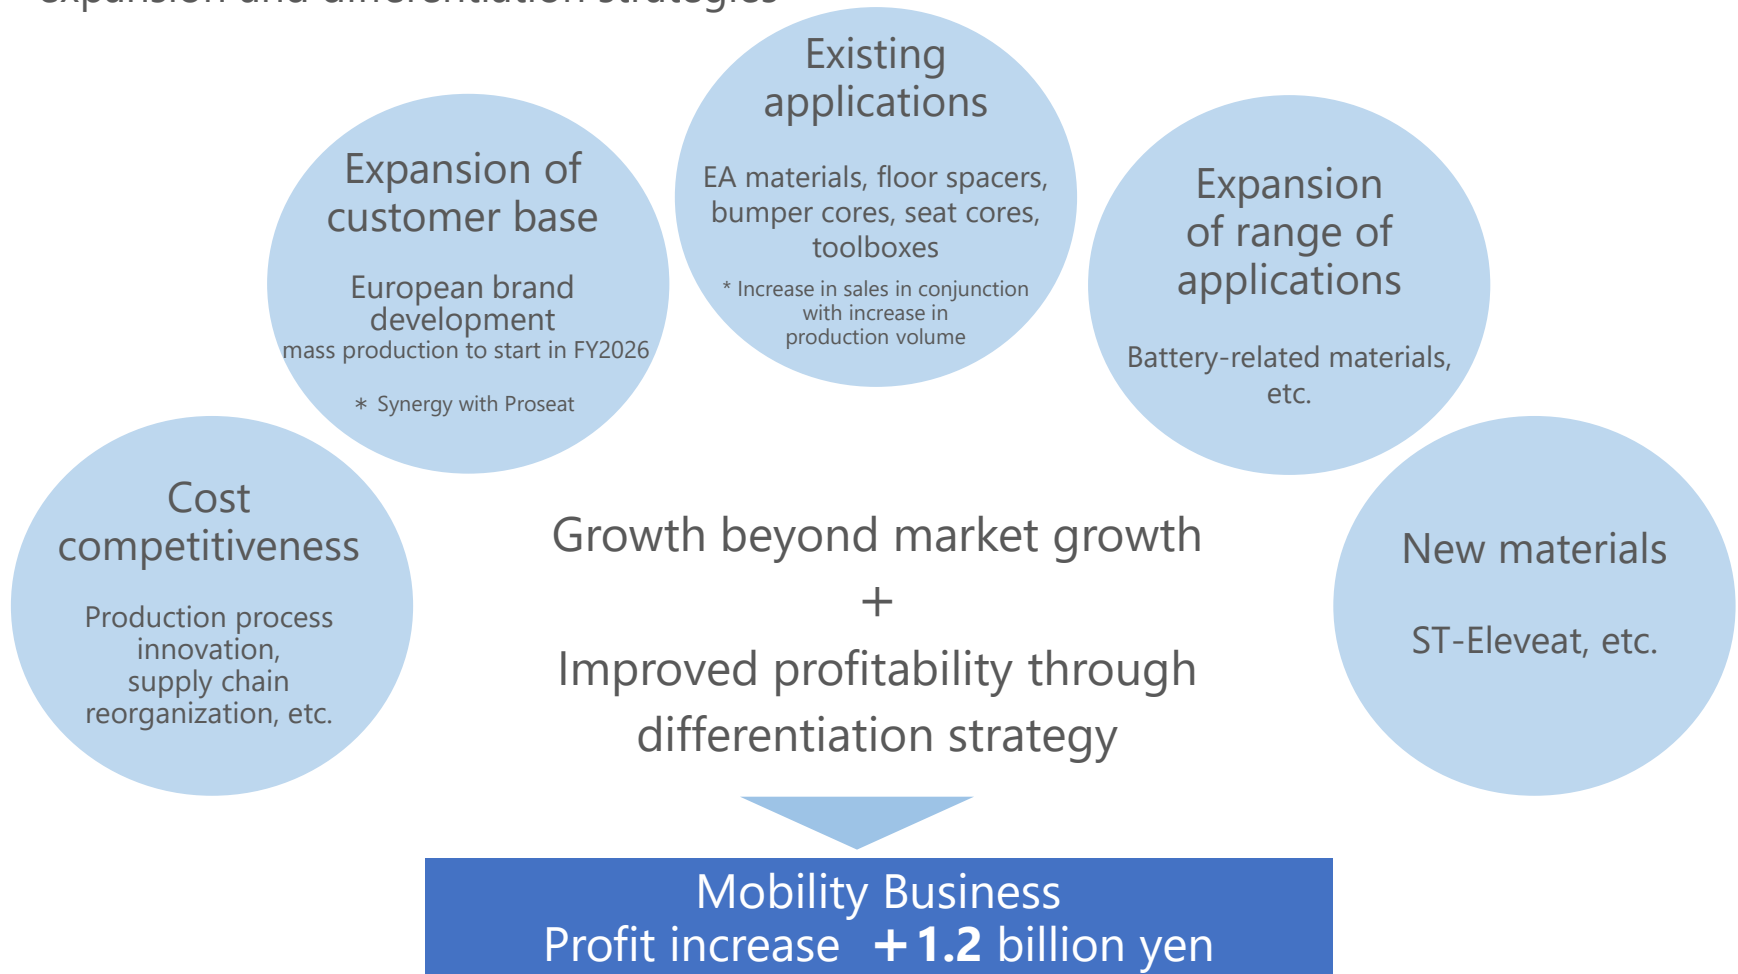 expansion and differentiation strategies
Existing
applications
EA materials, floor spacers,
bumper cores, seat cores,
toolboxes
* Increase in sales in conjunction
with increase in
production volume
Expansion of
customer base
European brand
development
mass production to start in FY2026
＊ Synergy with Proseat
Expansion
of range of
applications
Battery-related materials,
etc.
Cost
competitiveness
Production process
innovation,
supply chain
reorganization, etc.
New materials
ST-Eleveat, etc.
Growth beyond market growth
＋
Improved profitability through
differentiation strategy
Mobility Business
Profit increase ＋1.2 billion yen